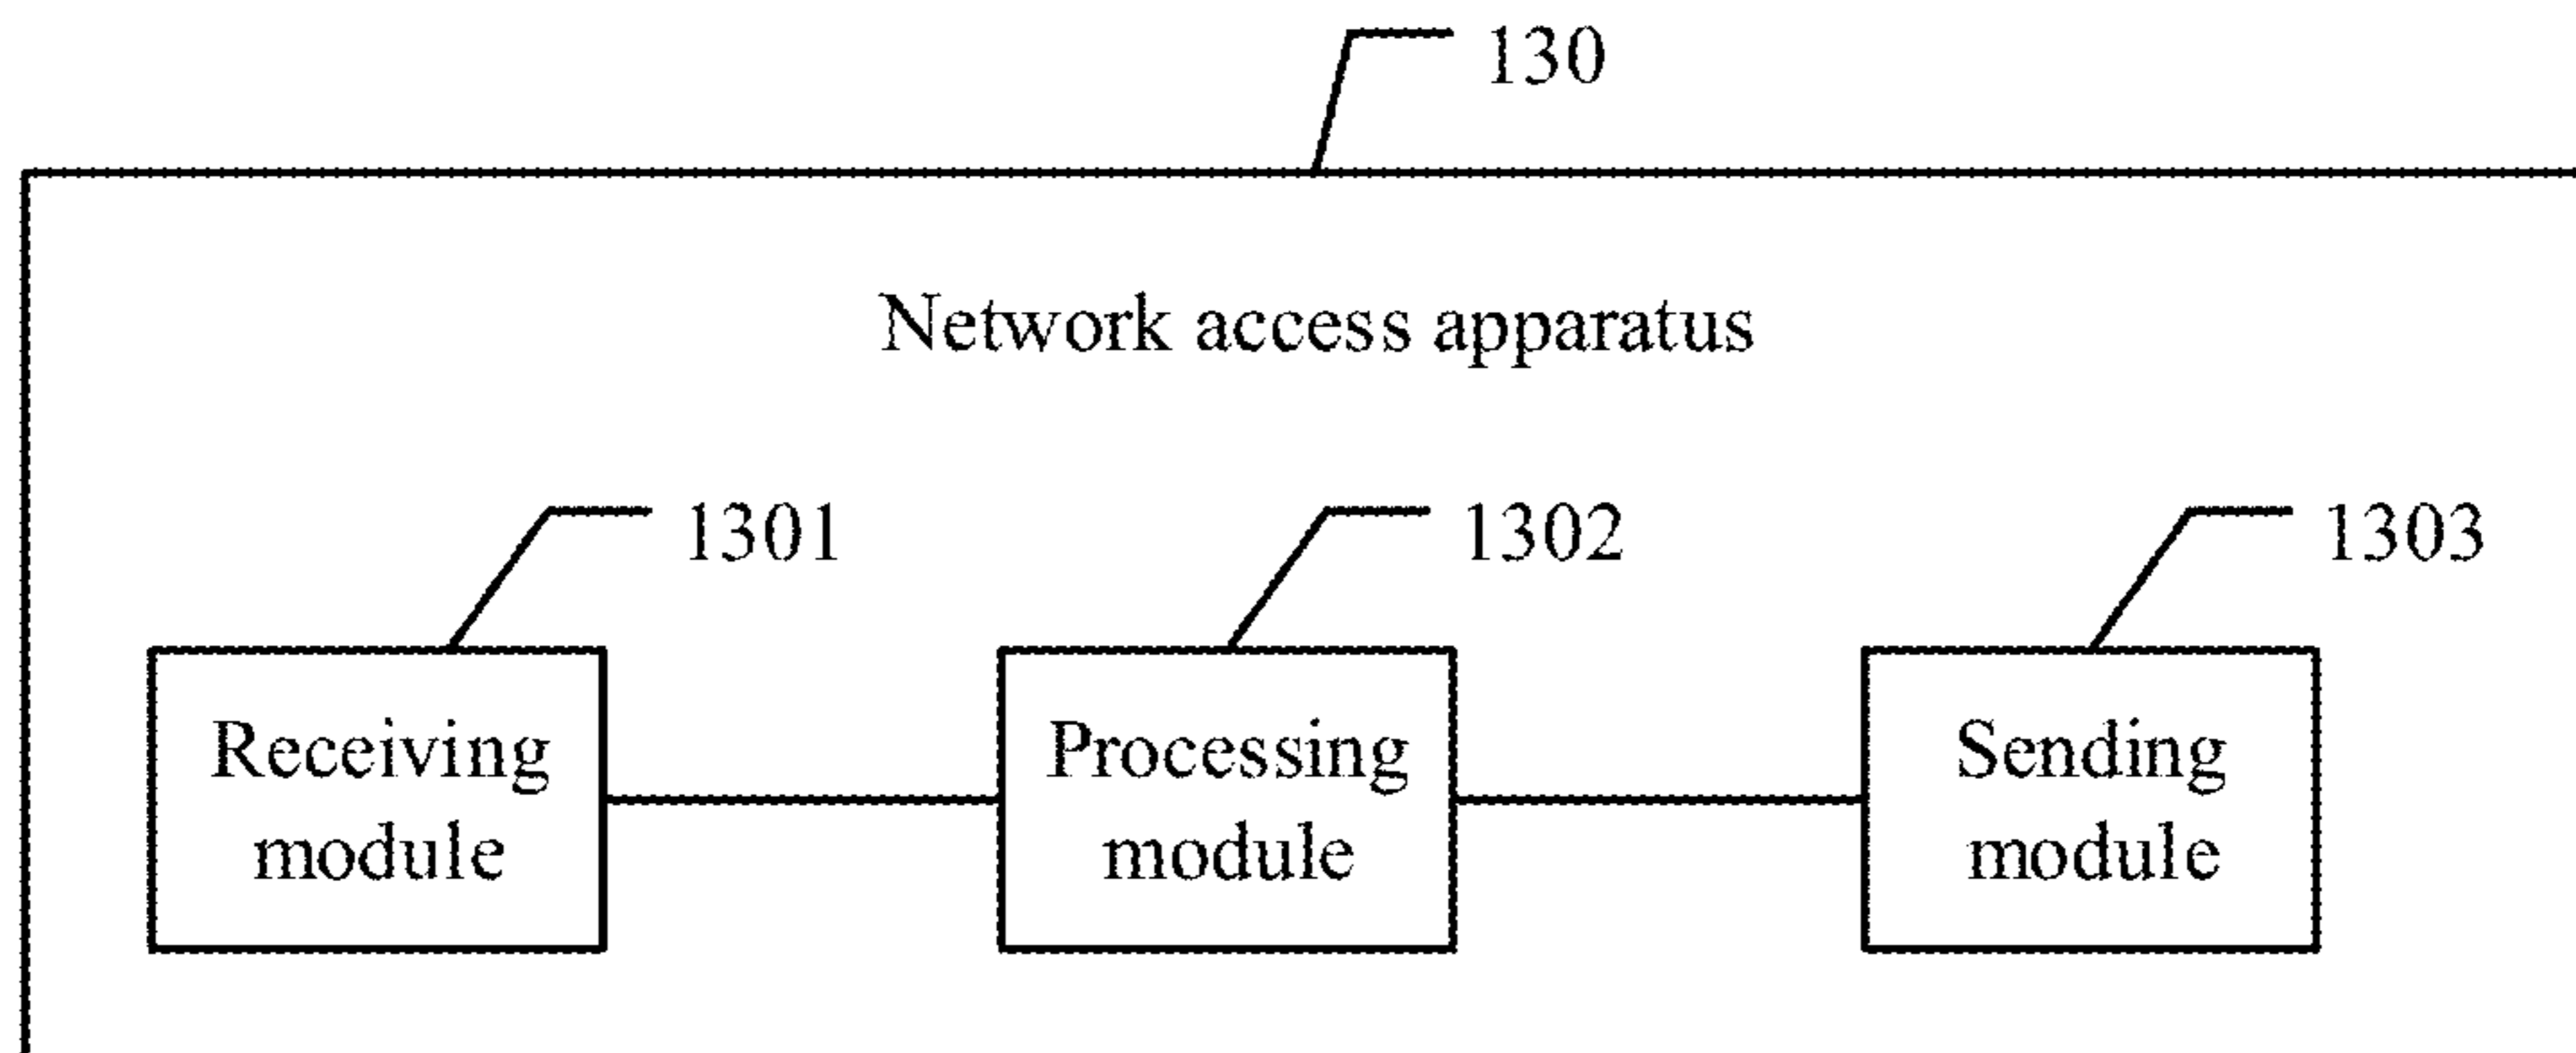 130
Network access apparatus
1301
1302
1303
Receiving
module
Processing
module
Sending
module